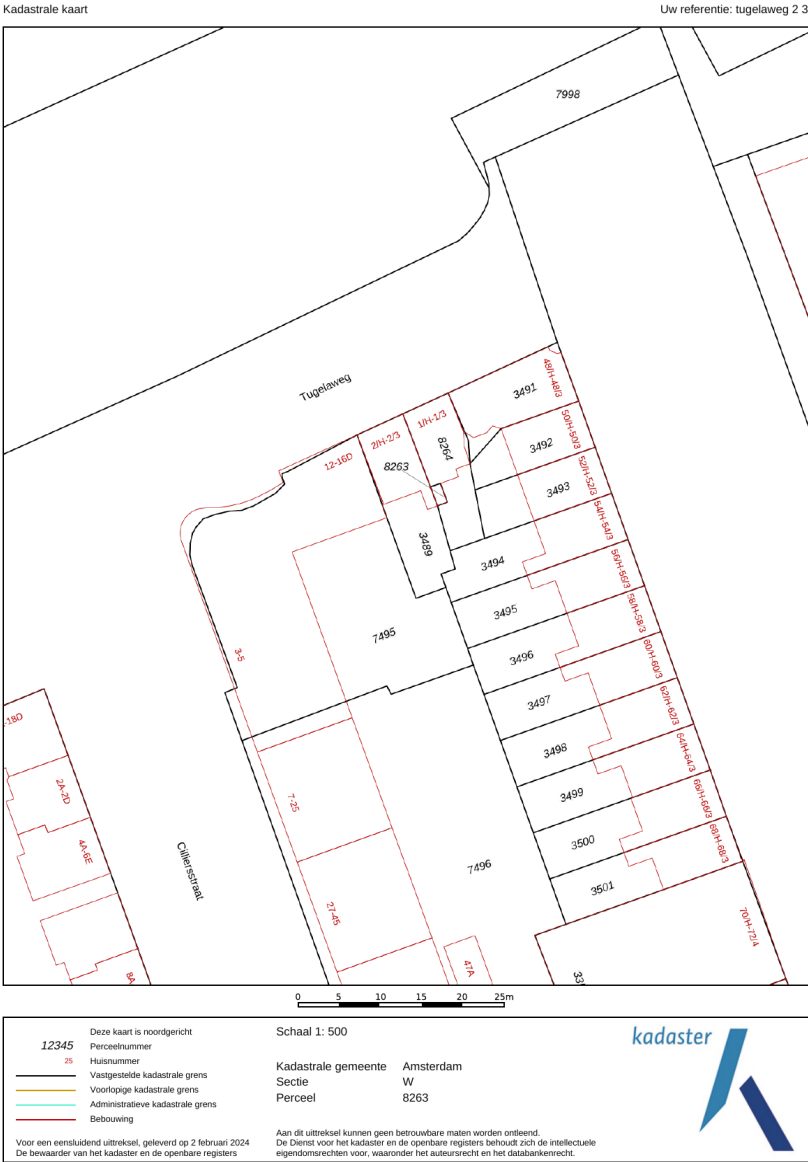 Kadastrale kaart
Uw referentie: tugelaweg 2 3
7998
Tugelaweg
48/H-48/3
3491
1/H-1/3
50/H-50/3
2/H-2/3
12-16D
8264
3492
8263
52/H-52/3
3493
54/H-54/3
3489
3494
56/H-56/3
58/H-58/3
3495
7495
60/H-60/3
3-5
3496
62/H-62/3
3497
-18D
64/H-64/3
3498
2A-2D
66/H-66/3
3499
7-25
68/H-68/3
3500
4A-6E
Cilliersstraat
7496
3501
27-45
70/H-72/4
47A
8A
33
0 5 10 15 20 25m
Deze kaart is noordgericht
12345 Perceelnummer
25 Huisnummer
Vastgestelde kadastrale grens
Voorlopige kadastrale grens
Administratieve kadastrale grens
Bebouwing
Voor een eensluidend uittreksel, geleverd op 2 februari 2024
De bewaarder van het kadaster en de openbare registers
Schaal 1: 500
Kadastrale gemeente Amsterdam
Sectie W
Perceel 8263
Aan dit uittreksel kunnen geen betrouwbare maten worden ontleend.
De Dienst voor het kadaster en de openbare registers behoudt zich de intellectuele
eigendomsrechten voor, waaronder het auteursrecht en het databankenrecht.
kadaster